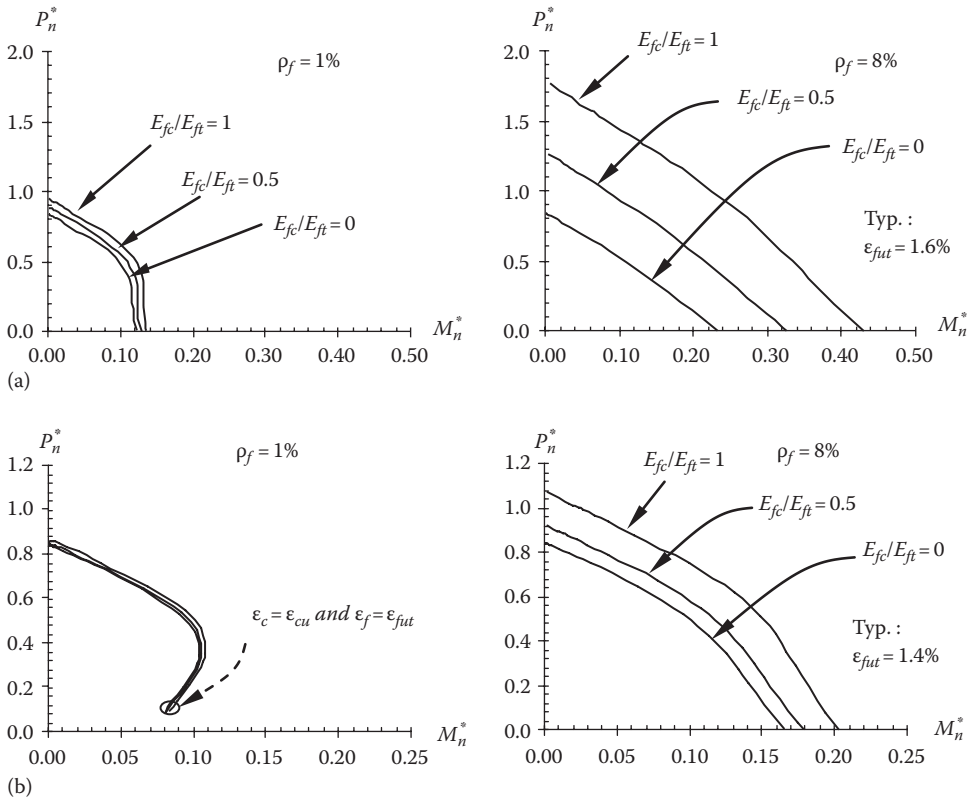 P*n
2.0
1.5
1.0
0.5
0.0
0.00
0.10
0.20
0.30
0.40
0.50
M*n
ρf = 1%
Efc/Eft = 1
Efc/Eft = 0.5
Efc/Eft = 0
P*n
2.0
1.5
1.0
0.5
0.0
0.00
0.10
0.20
0.30
0.40
0.50
M*n
Efc/Eft = 1
ρf = 8%
Efc/Eft = 0.5
Efc/Eft = 0
Typ. :
εfut = 1.6%
(a)
P*n
1.2
1.0
0.8
0.6
0.4
0.2
0.0
0.00
0.05
0.10
0.15
0.20
0.25
M*n
ρf = 1%
εc = εcu and εf = εfut
P*n
1.2
1.0
0.8
0.6
0.4
0.2
0.0
0.00
0.05
0.10
0.15
0.20
0.25
M*n
Efc/Eft = 1
ρf = 8%
Efc/Eft = 0.5
Efc/Eft = 0
Typ. :
εfut = 1.4%
(b)